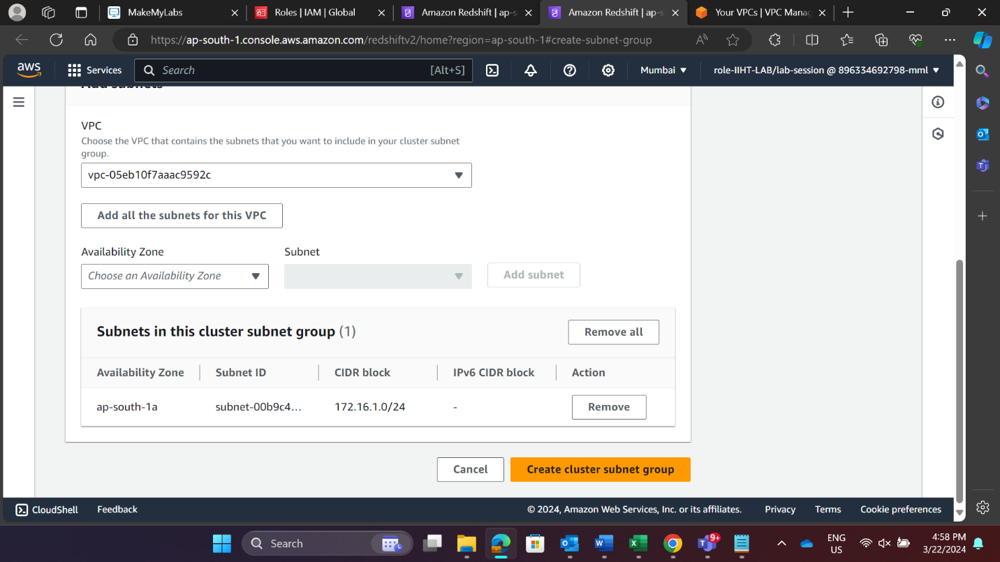 MakeMyLabs
Roles | IAM | Global
Amazon Redshift | ap-s
Amazon Redshift | ap-s
Your VPCs | VPC Manag
https://ap-south-1.console.aws.amazon.com/redshiftv2/home?region=ap-south-1#create-subnet-group
aws
Services
Search
[Alt+S]
Mumbai
role-IIHT-LAB/lab-session @ 896334692798-mml
Add subnets
VPC
Choose the VPC that contains the subnets that you want to include in your cluster subnet
group.
vpc-05eb10f7aaac9592c
Add all the subnets for this VPC
Availability Zone
Subnet
Choose an Availability Zone
Add subnet
Subnets in this cluster subnet group (1)
Remove all
Availability Zone
Subnet ID
CIDR block
IPv6 CIDR block
Action
ap-south-1a
subnet-00b9c4...
172.16.1.0/24
-
Remove
Cancel
Create cluster subnet group
CloudShell
Feedback
© 2024, Amazon Web Services, Inc. or its affiliates.
Privacy
Terms
Cookie preferences
Search
9+
ENG
US
4:58 PM
3/22/2024